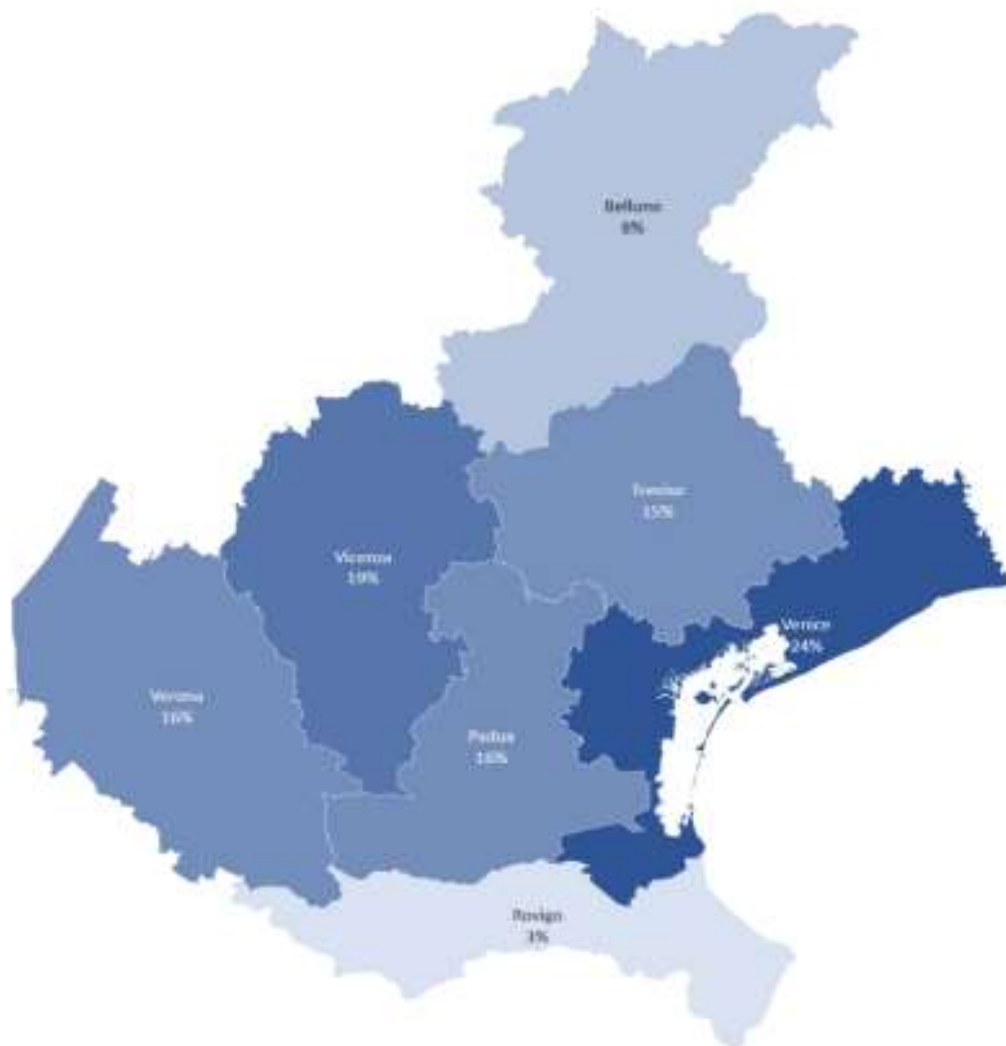 Belluno
8%
Treviso
15%
Vicenza
19%
Venice
24%
Verona
16%
Padua
16%
Rovigo
3%